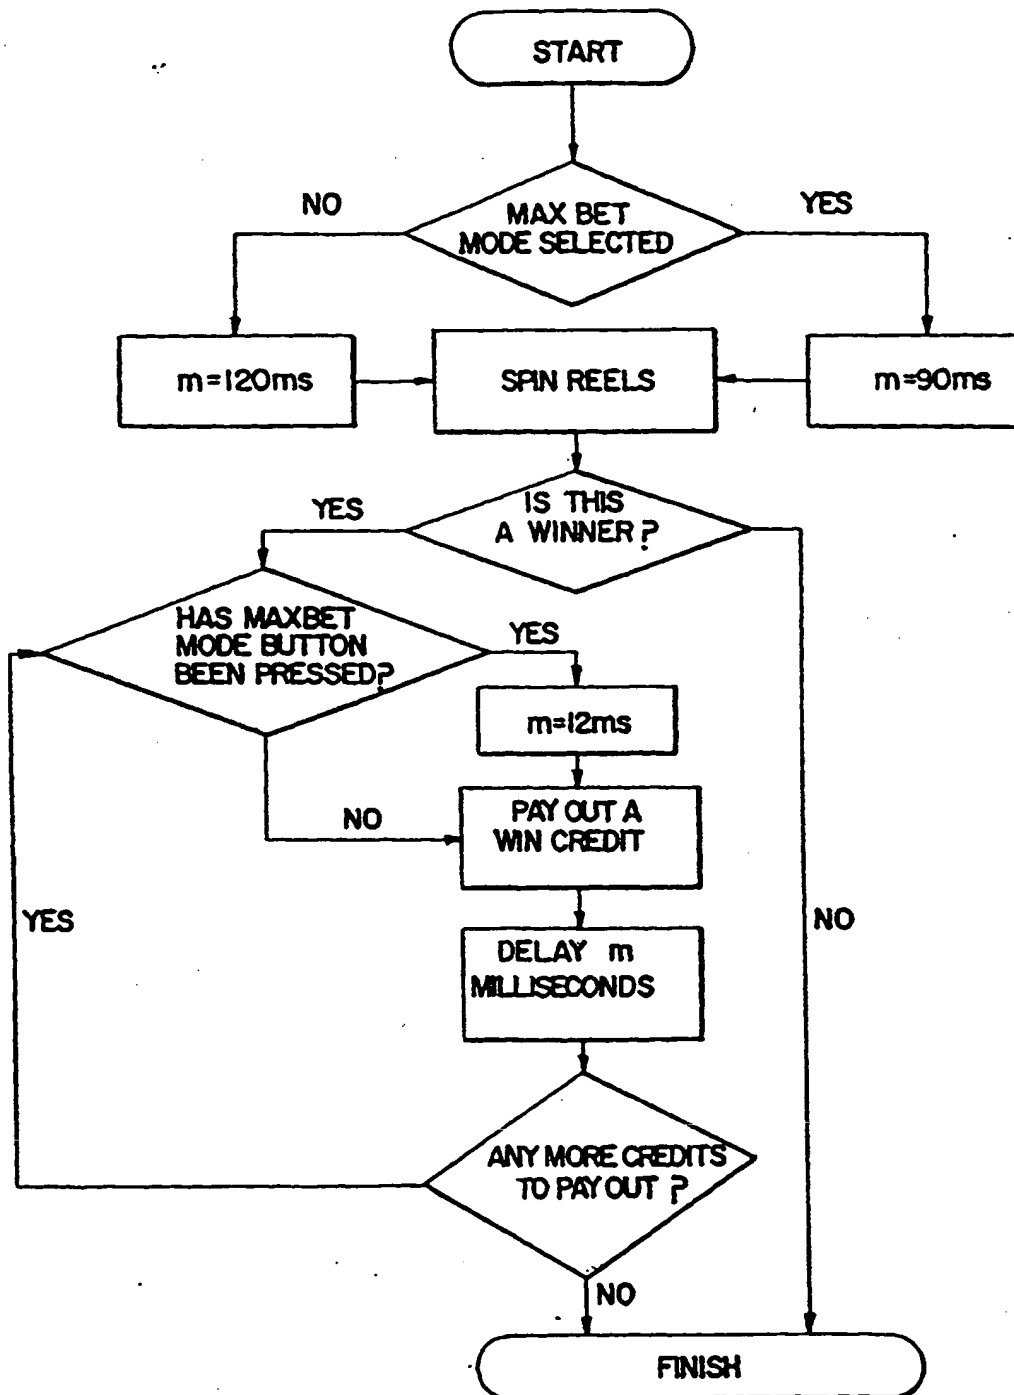 START
NO
YES
MAX BET
MODE SELECTED
m=120ms
SPIN REELS
m=90ms
YES
IS THIS
A WINNER?
HAS MAXBET
MODE BUTTON
BEEN PRESSED?
YES
m=12ms
NO
PAY OUT A
WIN CREDIT
YES
NO
DELAY m
MILLISECONDS
ANY MORE CREDITS
TO PAY OUT ?
NO
FINISH